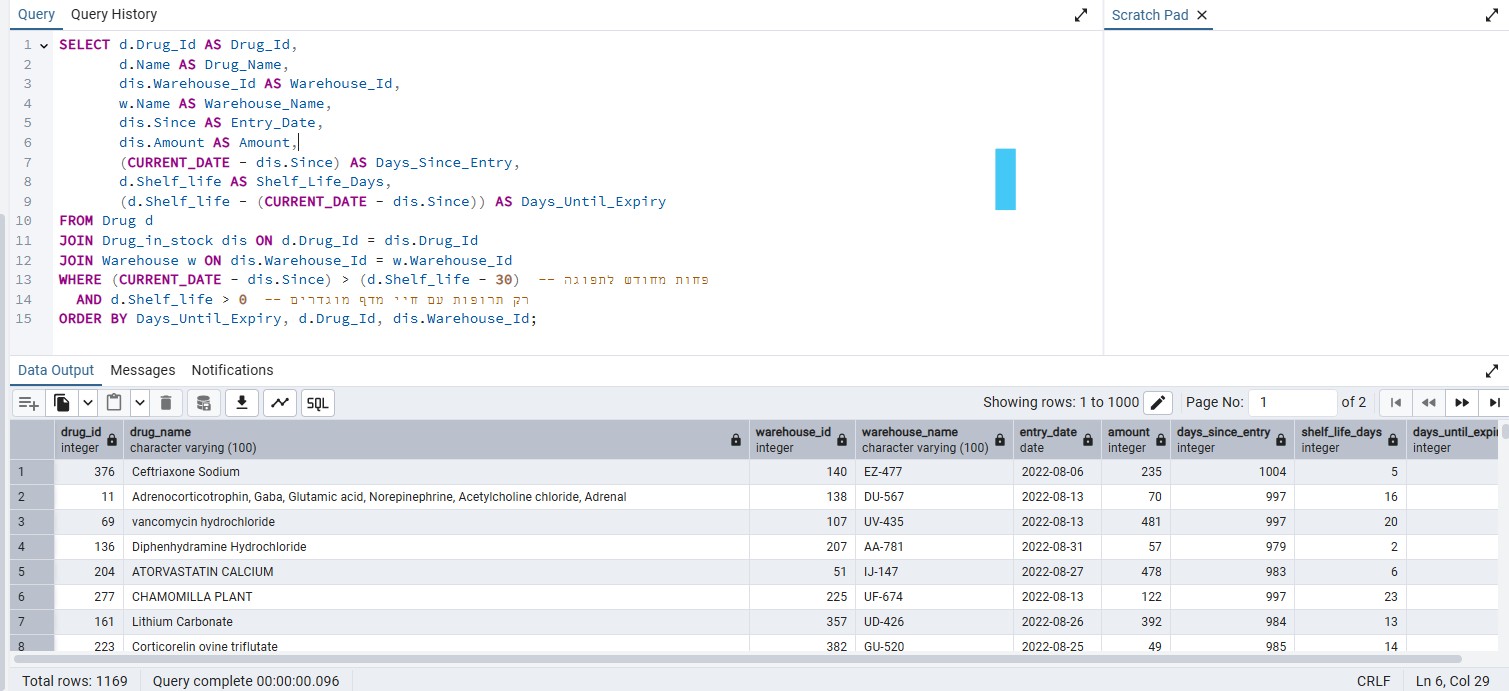 Query Query History
Scratch Pad ✕
1 SELECT d.Drug_Id AS Drug_Id,
2 d.Name AS Drug_Name,
3 dis.Warehouse_Id AS Warehouse_Id,
4 w.Name AS Warehouse_Name,
5 dis.Since AS Entry_Date,
6 dis.Amount AS Amount,
7 (CURRENT_DATE - dis.Since) AS Days_Since_Entry,
8 d.Shelf_life AS Shelf_Life_Days,
9 (d.Shelf_life - (CURRENT_DATE - dis.Since)) AS Days_Until_Expiry
10 FROM Drug d
11 JOIN Drug_in_stock dis ON d.Drug_Id = dis.Drug_Id
12 JOIN Warehouse w ON dis.Warehouse_Id = w.Warehouse_Id
13 WHERE (CURRENT_DATE - dis.Since) > (d.Shelf_life - 30) -- פחות מחודש לתפוגה
14 AND d.Shelf_life > 0 -- רק תרופות עם חיי מדף מוגדרים
15 ORDER BY Days_Until_Expiry, d.Drug_Id, dis.Warehouse_Id;
Data Output Messages Notifications
SQL Showing rows: 1 to 1000 Page No: 1 of 2
drug_id drug_name warehouse_id warehouse_name entry_date amount days_since_entry shelf_life_days days_until_expi
integer character varying (100) integer character varying (100) date integer integer integer integer
1 376 Ceftriaxone Sodium 140 EZ-477 2022-08-06 235 1004 5
2 11 Adrenocorticotrophin, Gaba, Glutamic acid, Norepinephrine, Acetylcholine chloride, Adrenal 138 DU-567 2022-08-13 70 997 16
3 69 vancomycin hydrochloride 107 UV-435 2022-08-13 481 997 20
4 136 Diphenhydramine Hydrochloride 207 AA-781 2022-08-31 57 979 2
5 204 ATORVASTATIN CALCIUM 51 IJ-147 2022-08-27 478 983 6
6 277 CHAMOMILLA PLANT 225 UF-674 2022-08-13 122 997 23
7 161 Lithium Carbonate 357 UD-426 2022-08-26 392 984 13
8 223 Corticorelin ovine triflutate 382 GU-520 2022-08-25 49 985 14
Total rows: 1169 Query complete 00:00:00.096 CRLF Ln 6, Col 29